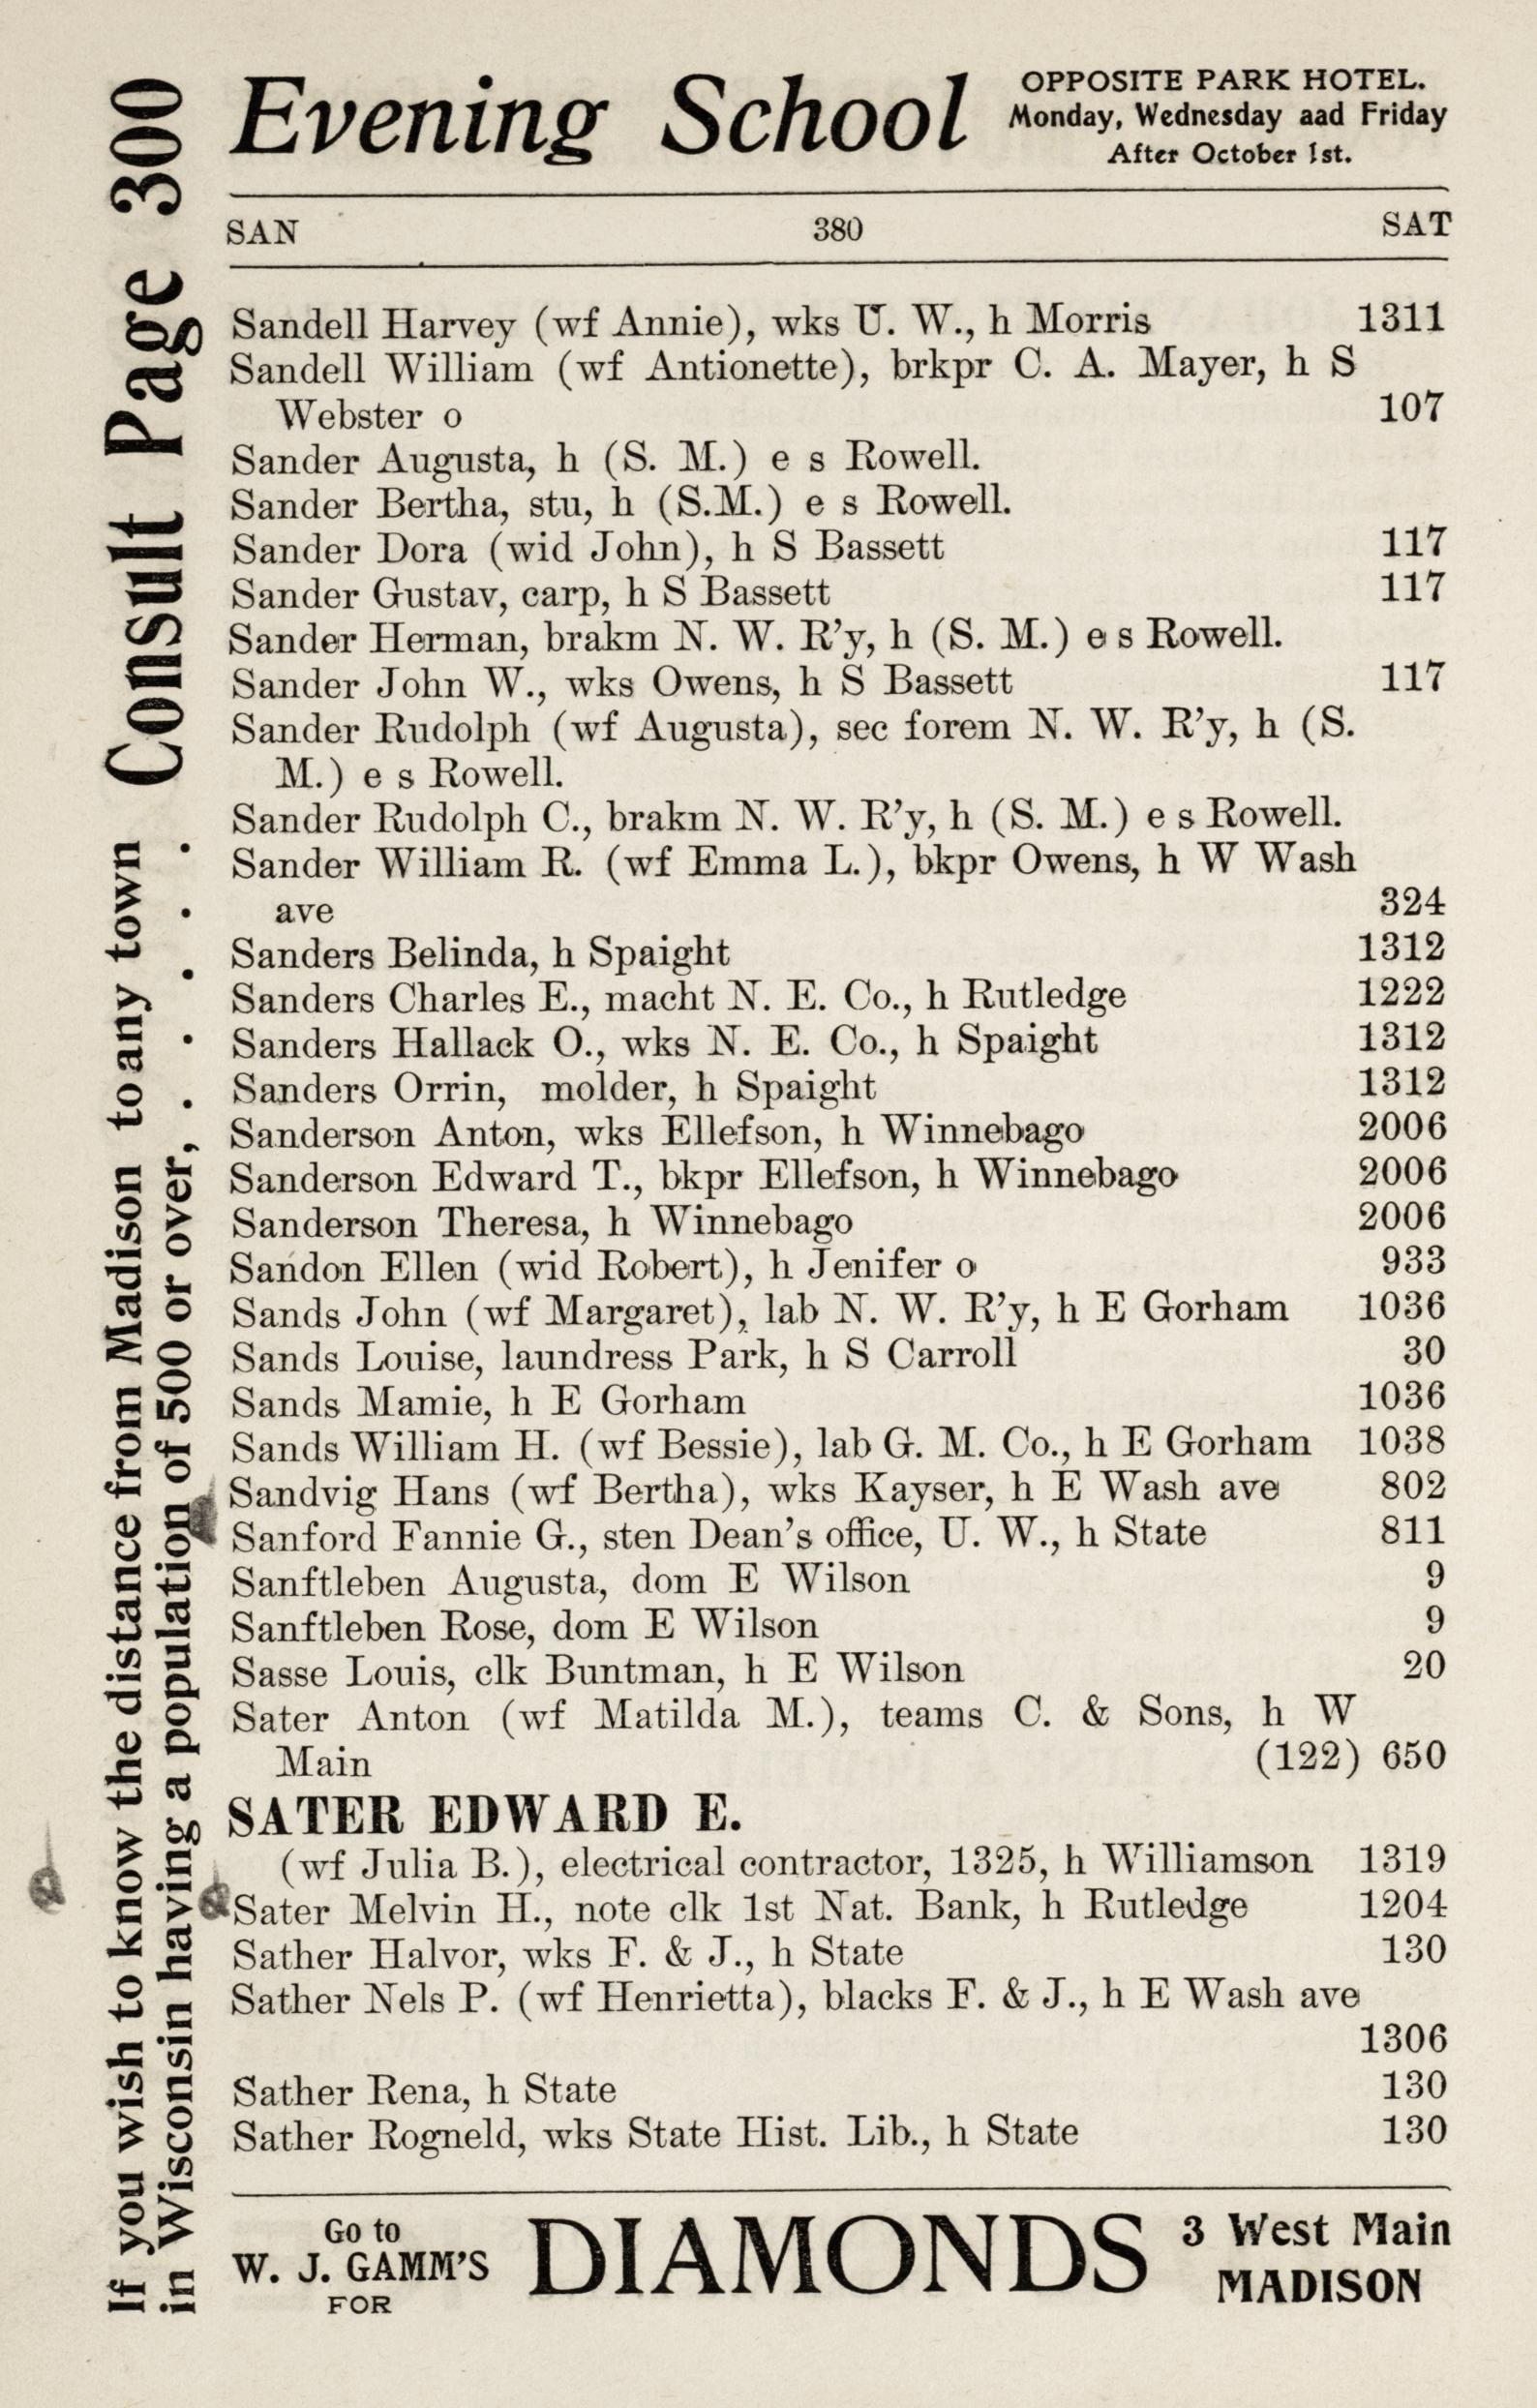 Evening School
OPPOSITE PARK HOTEL.
Monday, Wednesday aad Friday
After October 1st.
SAN 380 SAT
Sandell Harvey (wf Annie), wks U. W., h Morris 1311
Sandell William (wf Antionette), brkpr C. A. Mayer, h S
Webster o 107
Sander Augusta, h (S. M.) e s Rowell.
Sander Bertha, stu, h (S.M.) e s Rowell.
Sander Dora (wid John), h S Bassett 117
Sander Gustav, carp, h S Bassett 117
Sander Herman, brakm N. W. R'y, h (S. M.) e s Rowell.
Sander John W., wks Owens, h S Bassett 117
Sander Rudolph (wf Augusta), sec forem N. W. R'y, h (S.
M.) e s Rowell.
Sander Rudolph C., brakm N. W. R'y, h (S. M.) e s Rowell.
Sander William R. (wf Emma L.), bkpr Owens, h W Wash
ave 324
Sanders Belinda, h Spaight 1312
Sanders Charles E., macht N. E. Co., h Rutledge 1222
Sanders Hallack O., wks N. E. Co., h Spaight 1312
Sanders Orrin, molder, h Spaight 1312
Sanderson Anton, wks Ellefson, h Winnebago 2006
Sanderson Edward T., bkpr Ellefson, h Winnebago 2006
Sanderson Theresa, h Winnebago 2006
Sandon Ellen (wid Robert), h Jenifer o 933
Sands John (wf Margaret), lab N. W. R'y, h E Gorham 1036
Sands Louise, laundress Park, h S Carroll 30
Sands Mamie, h E Gorham 1036
Sands William H. (wf Bessie), lab G. M. Co., h E Gorham 1038
Sandvig Hans (wf Bertha), wks Kayser, h E Wash ave 802
Sanford Fannie G., sten Dean's office, U. W., h State 811
Sanftleben Augusta, dom E Wilson 9
Sanftleben Rose, dom E Wilson 9
Sasse Louis, clk Buntman, h E Wilson 20
Sater Anton (wf Matilda M.), teams C. & Sons, h W
Main (122) 650
SATER EDWARD E.
(wf Julia B.), electrical contractor, 1325, h Williamson 1319
Sater Melvin H., note clk 1st Nat. Bank, h Rutledge 1204
Sather Halvor, wks F. & J., h State 130
Sather Nels P. (wf Henrietta), blacks F. & J., h E Wash ave
1306
Sather Rena, h State 130
Sather Rogneld, wks State Hist. Lib., h State 130
Go to
W. J. GAMM'S
FOR
DIAMONDS
3 West Main
MADISON
If you wish to know the distance from Madison to any town
in Wisconsin having a population of 500 or over, . . . . .
Consult Page 300